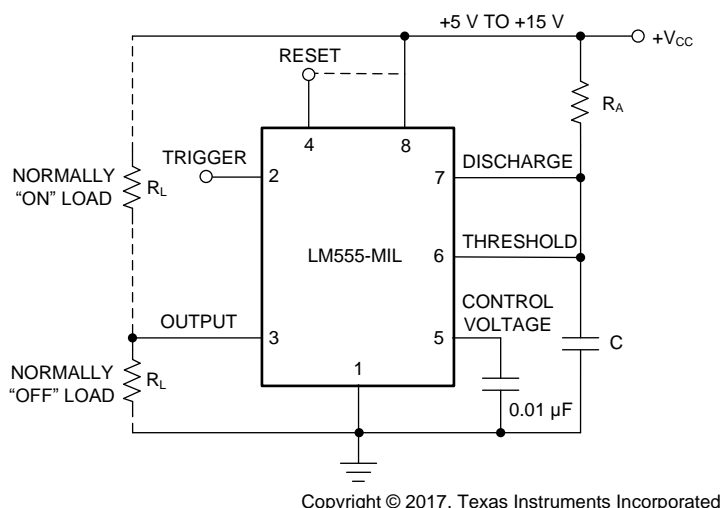 +5 V TO +15 V
+VCC
RESET
RA
4
8
TRIGGER
2
7
DISCHARGE
NORMALLY
“ON” LOAD
RL
LM555-MIL
6
THRESHOLD
OUTPUT
3
5
CONTROL
VOLTAGE
C
NORMALLY
“OFF” LOAD
RL
1
0.01 µF
Copyright © 2017, Texas Instruments Incorporated